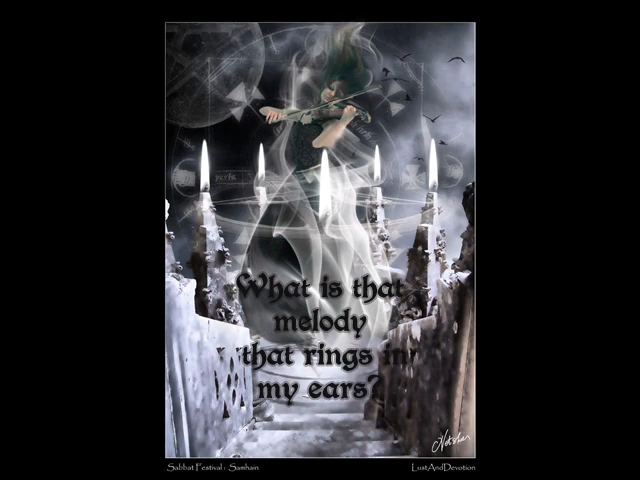 What is that
melody
that rings in
my ears?
Sabbat Festival : Samhain
LustAndDevotion